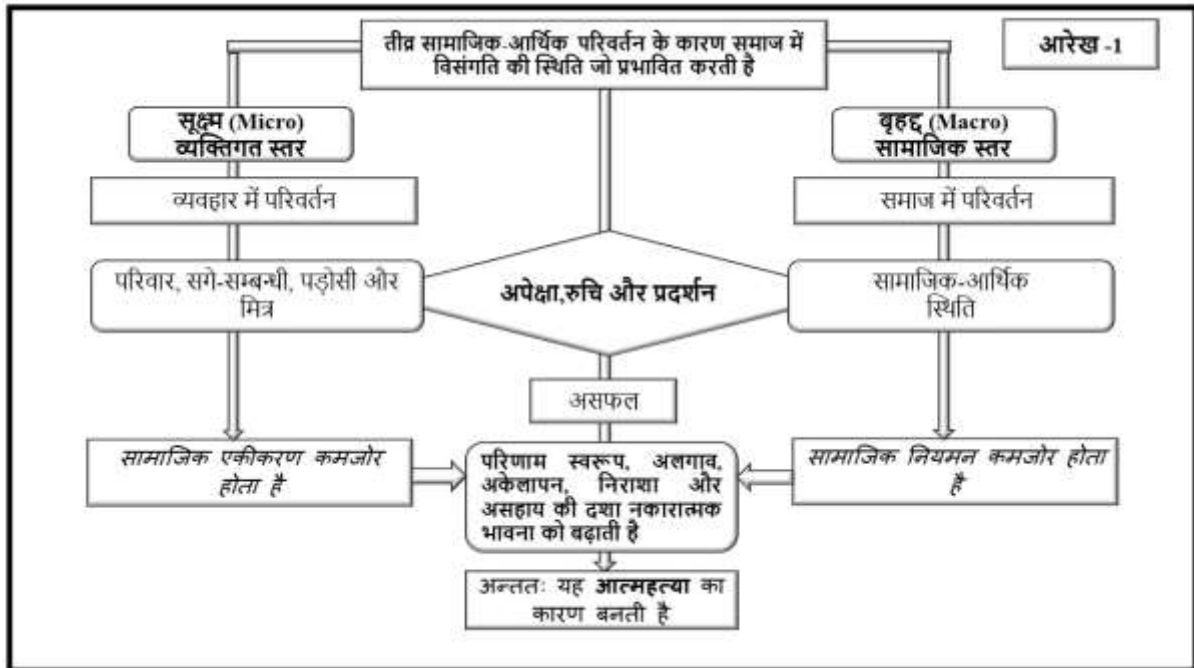 तीव्र सामाजिक-आर्थिक परिवर्तन के कारण समाज में
विसंगति की स्थिति जो प्रभावित करती है
आरेख -1
सूक्ष्म (Micro)
व्यक्तिगत स्तर
बृहद्द (Macro)
सामाजिक स्तर
व्यवहार में परिवर्तन
समाज में परिवर्तन
परिवार, सगे-सम्बन्धी, पड़ोसी ओर
मित्र
अपेक्षा,रुचि और प्रदर्शन
सामाजिक-आर्थिक
स्थिति
असफल
सामाजिक एकीकरण कमजोर
होता है
परिणाम स्वरूप, अलगाव,
अकेलापन, निराशा और
असहाय की दशा नकारात्मक
भावना को बढ़ाती है
सामाजिक नियमन कमजोर होता
है
अन्ततः यह आत्महत्या का
कारण बनती है